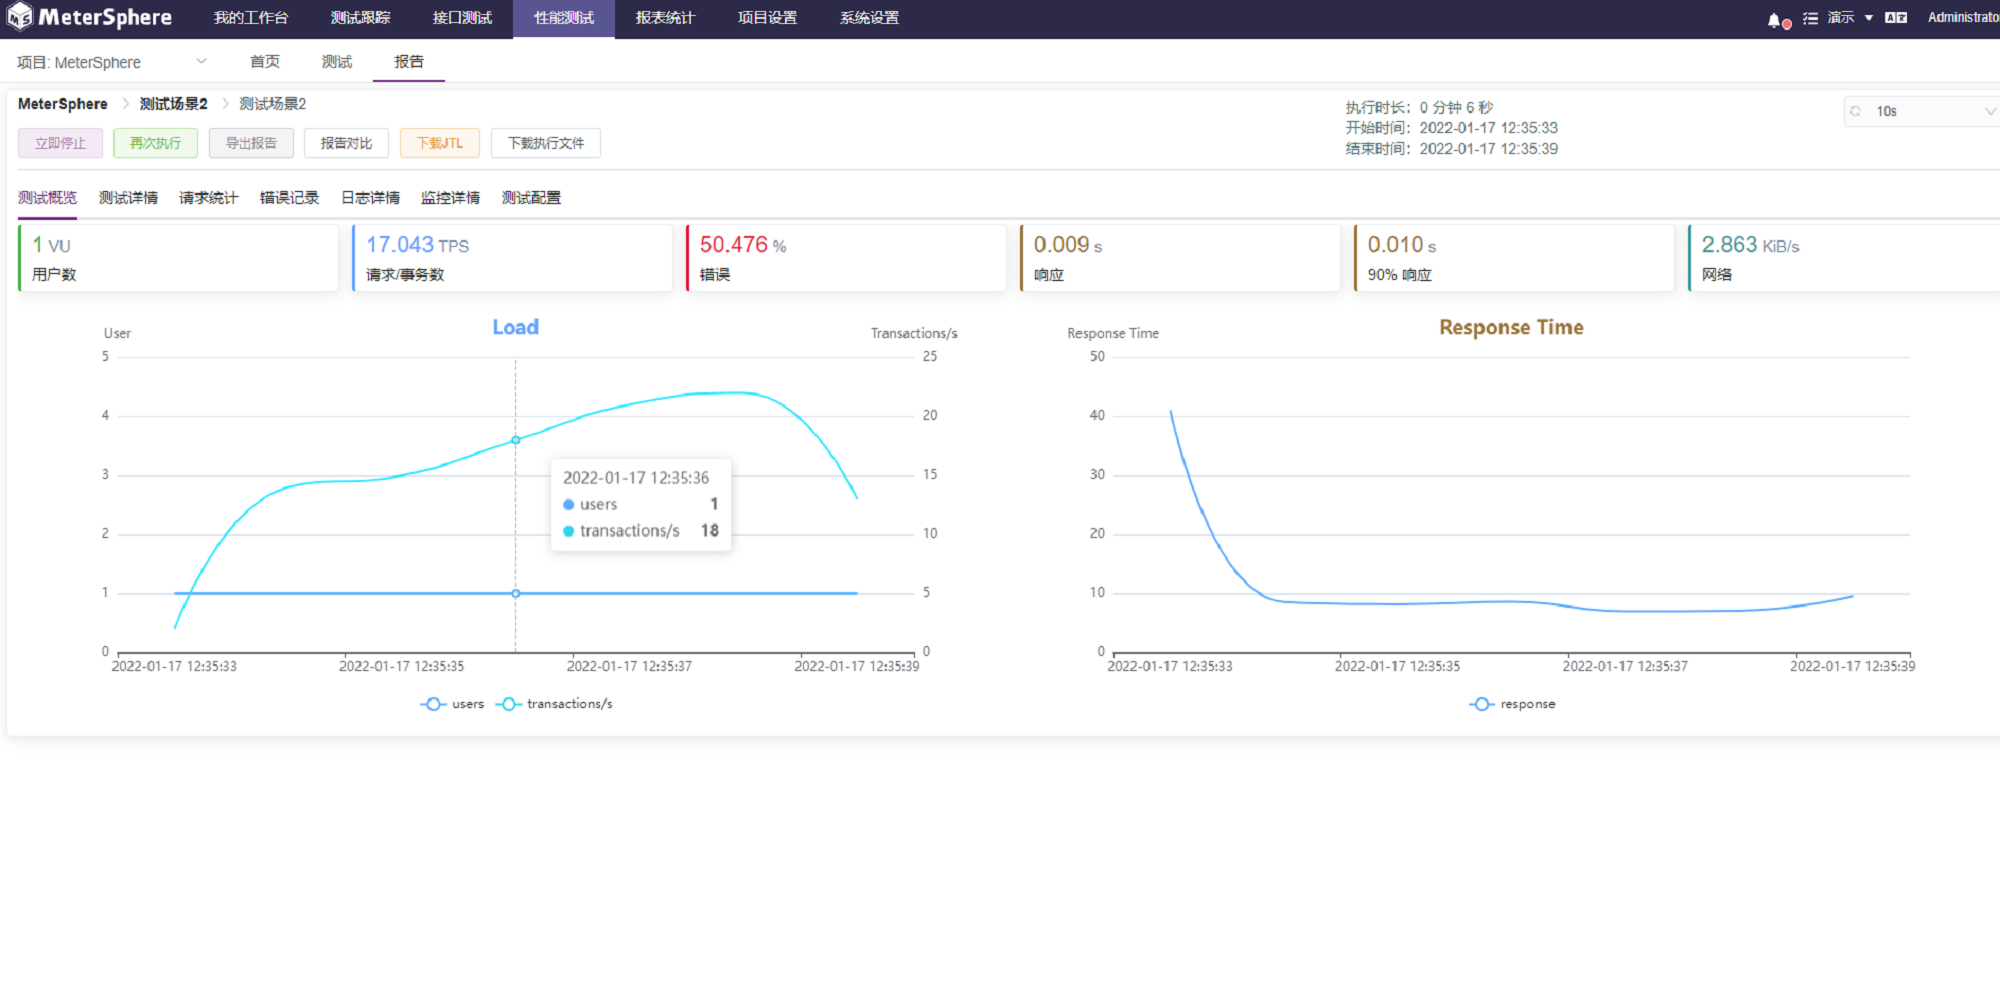 MeterSphere 我的工作台 测试跟踪 接口测试 性能测试 报表统计 项目设置 系统设置 演示 Administrato
项目: MeterSphere 首页 测试 报告
MeterSphere 测试场景2 测试场景2
执行时长：0 分钟 6 秒
开始时间：2022-01-17 12:35:33
结束时间：2022-01-17 12:35:39
10s
立即停止 再次执行 导出报告 报告对比 下载JTL 下载执行文件
测试概览 测试详情 请求统计 错误记录 日志详情 监控详情 测试配置
1 VU
用户数
17.043 TPS
请求/事务数
50.476 %
错误
0.009 s
响应
0.010 s
90% 响应
2.863 KiB/s
网络
Load
User
Transactions/s
5 25
4 20
3 15
2 10
1 5
0 0
2022-01-17 12:35:36
users 1
transactions/s 18
2022-01-17 12:35:33 2022-01-17 12:35:35 2022-01-17 12:35:37 2022-01-17 12:35:39
users transactions/s
Response Time
Response Time
50
40
30
20
10
0
2022-01-17 12:35:33 2022-01-17 12:35:35 2022-01-17 12:35:37 2022-01-17 12:35:39
response